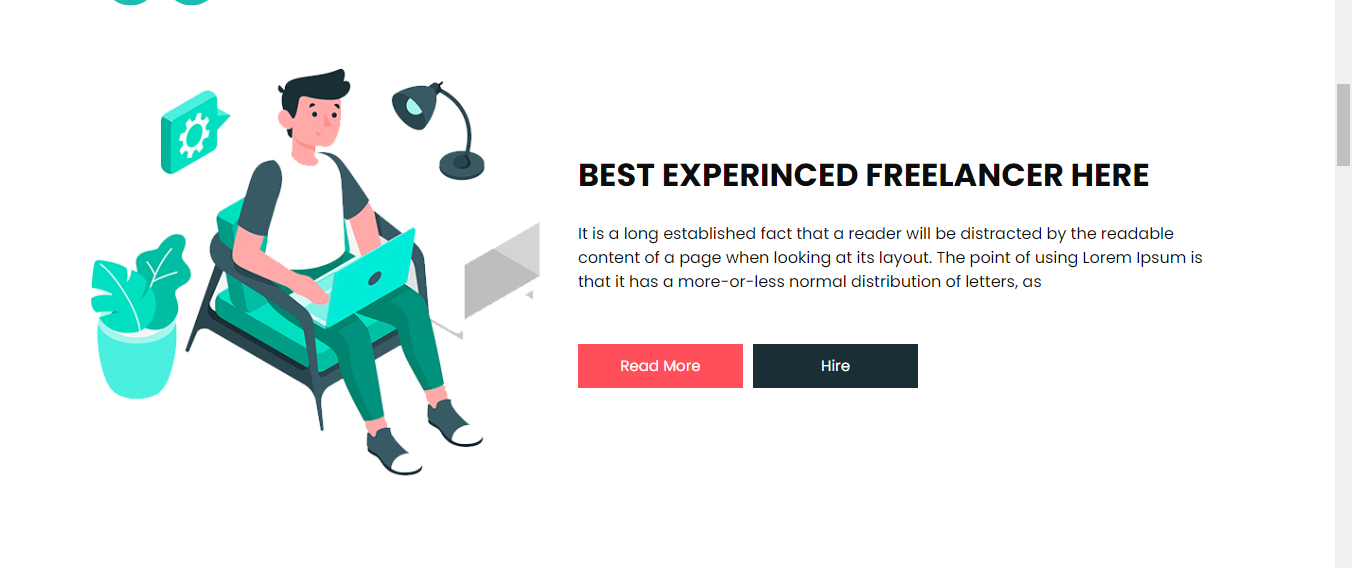 BEST EXPERINCED FREELANCER HERE
It is a long established fact that a reader will be distracted by the readable
content of a page when looking at its layout. The point of using Lorem Ipsum is
that it has a more-or-less normal distribution of letters, as
Read More
Hire